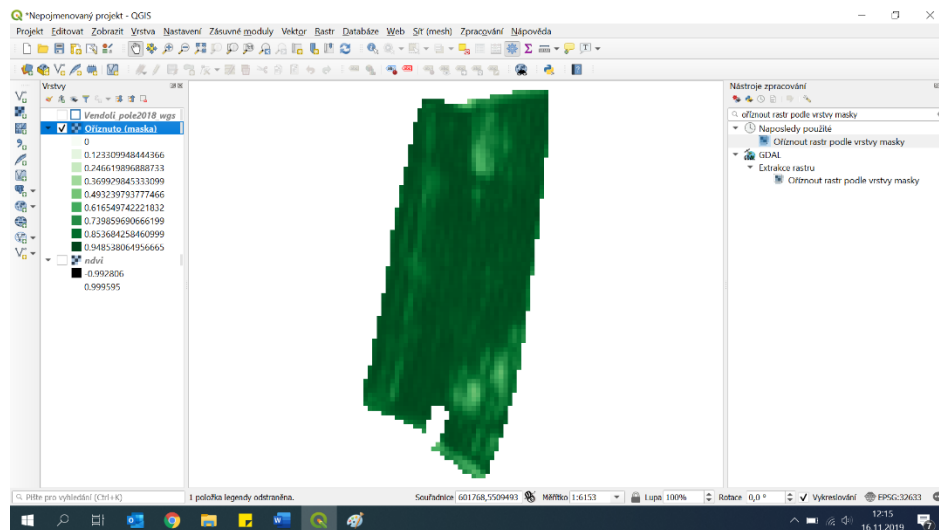 *Nepojmenovaný projekt - QGIS
Projekt Editovat Zobrazit Vrstva Nastavení Zásuvné moduly Vektor Rastr Databáze Web Síť (mesh) Zpracování Nápověda
Vrstvy
Vendoli_pole2018_wgs
Oříznuto (maska)
0
0.123309948444366
0.246619896888733
0.369929845333099
0.493239793777466
0.616549742221832
0.739859690666199
0.853684258460999
0.948538064956665
ndvi
-0.992806
0.999595
Nástroje zpracování
oříznout rastr podle vrstvy masky
Naposledy použité
Oříznout rastr podle vrstvy masky
GDAL
Extrakce rastru
Oříznout rastr podle vrstvy masky
Pište pro vyhledání (Ctrl+K)
1 položka legendy odstraněna.
Souřadnice 601768,5509493
Měřítko 1:6153
Lupa 100%
Rotace 0,0 °
Vykreslování
EPSG:32633
12:15
16.11.2019